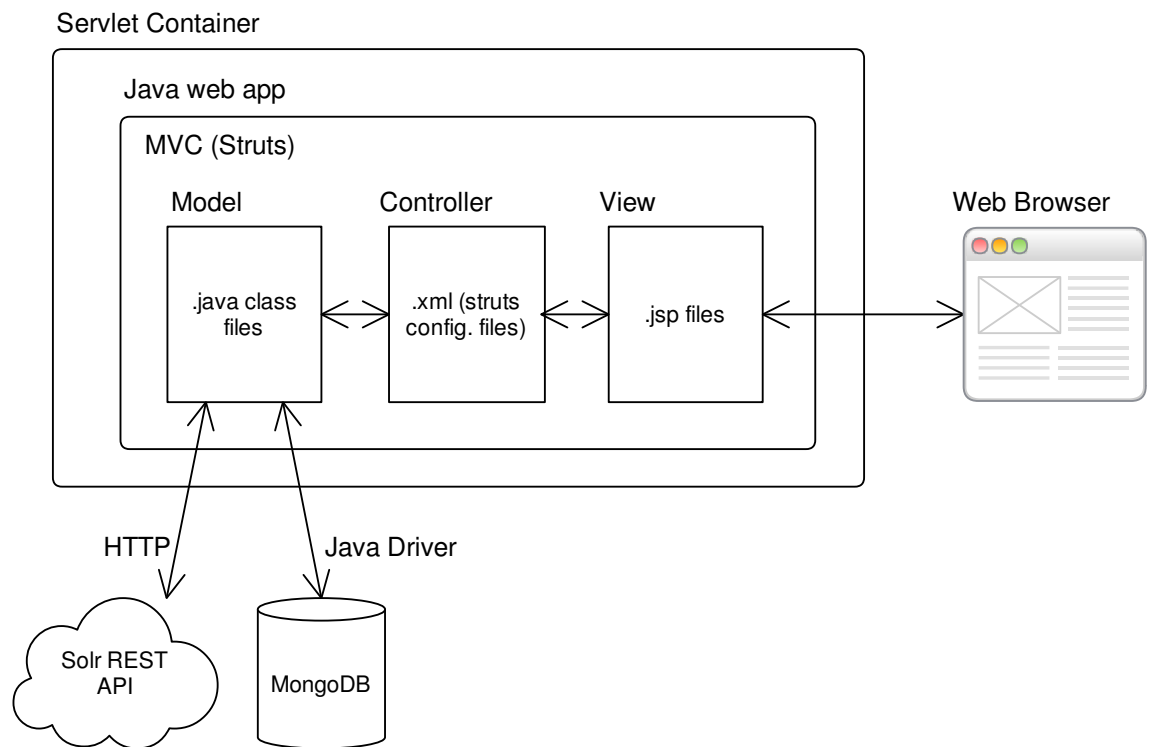 Servlet Container
Java web app
MVC (Struts)
Model
Controller
View
Web Browser
.java class
files
.xml (struts
config. files)
.jsp files
HTTP
Java Driver
Solr REST
API
MongoDB